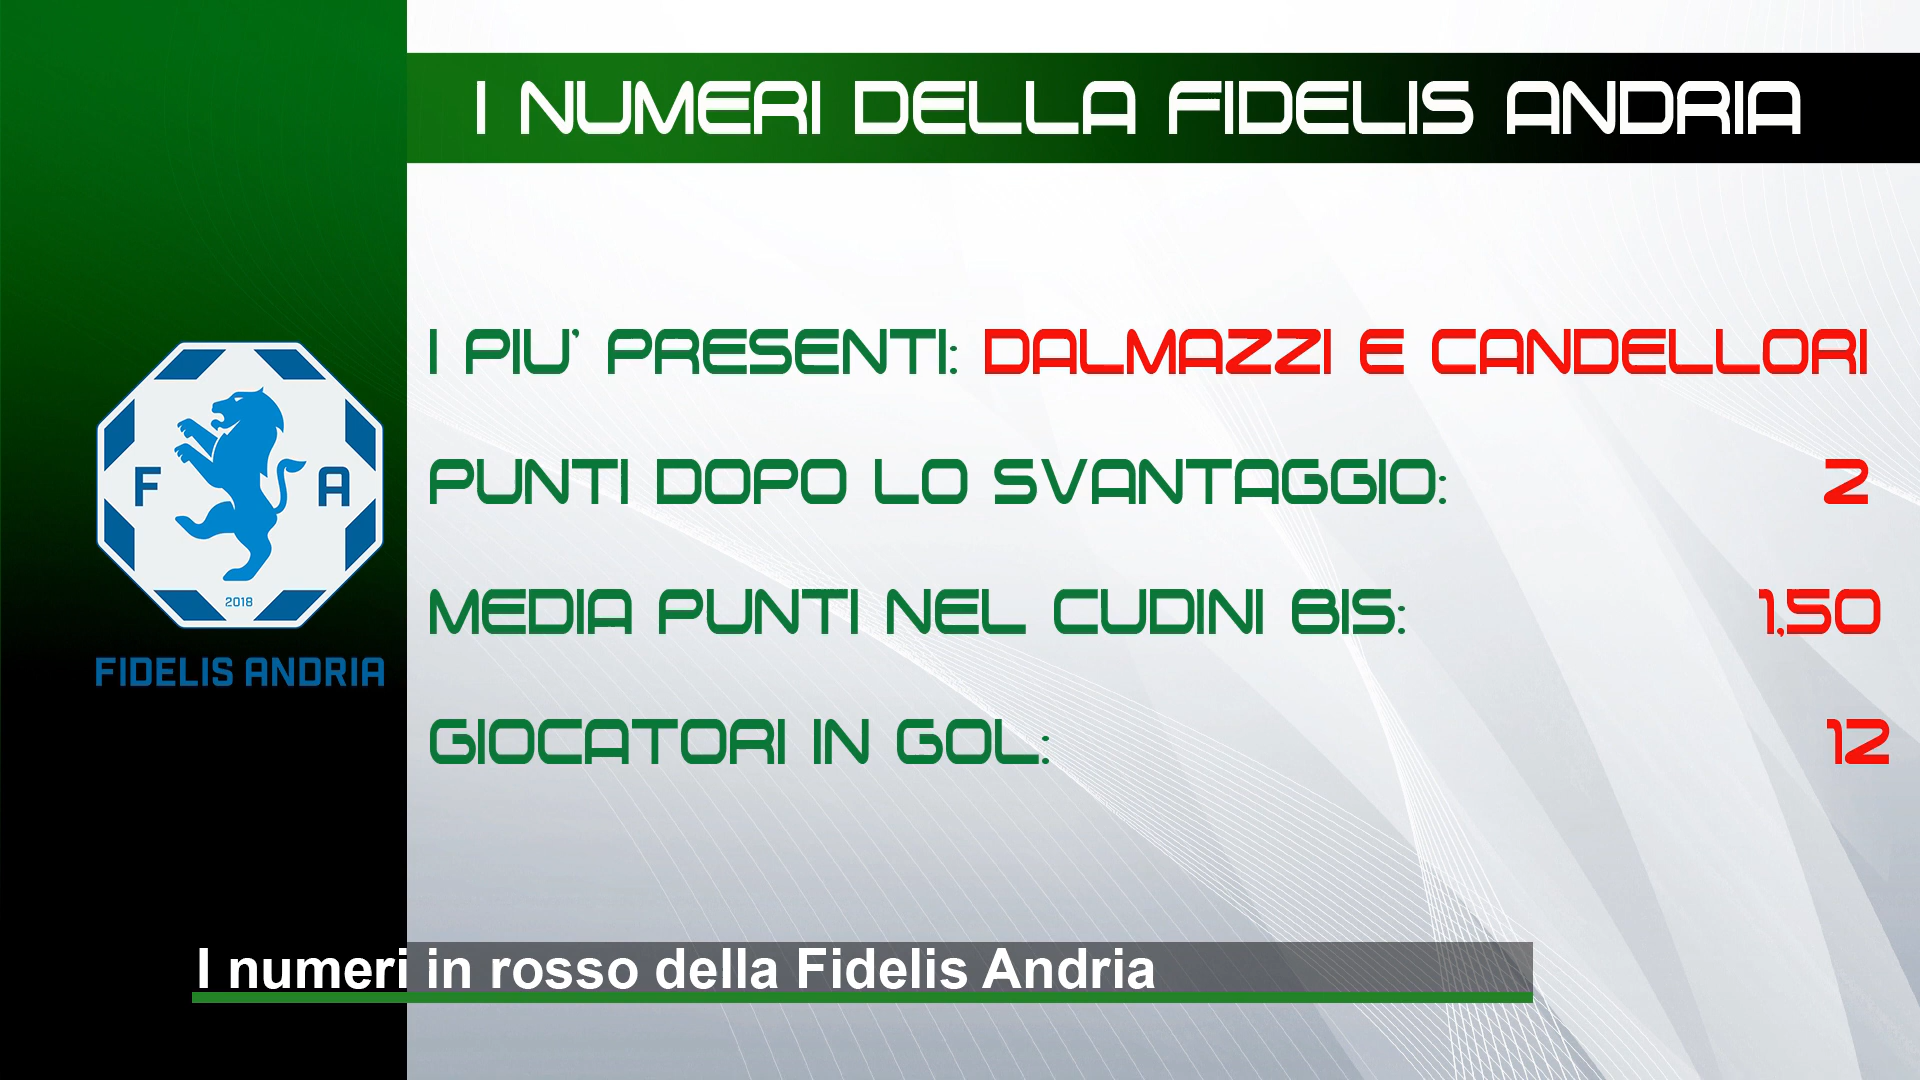 I NUMERI DELLA FIDELIS ANDRIA
I PIU' PRESENTI: DALMAZZI E CANDELLORI
PUNTI DOPO LO SVANTAGGIO: 2
MEDIA PUNTI NEL CUDINI BIS: 1,50
GIOCATORI IN GOL: 12
F A
2018
FIDELIS ANDRIA
I numeri in rosso della Fidelis Andria